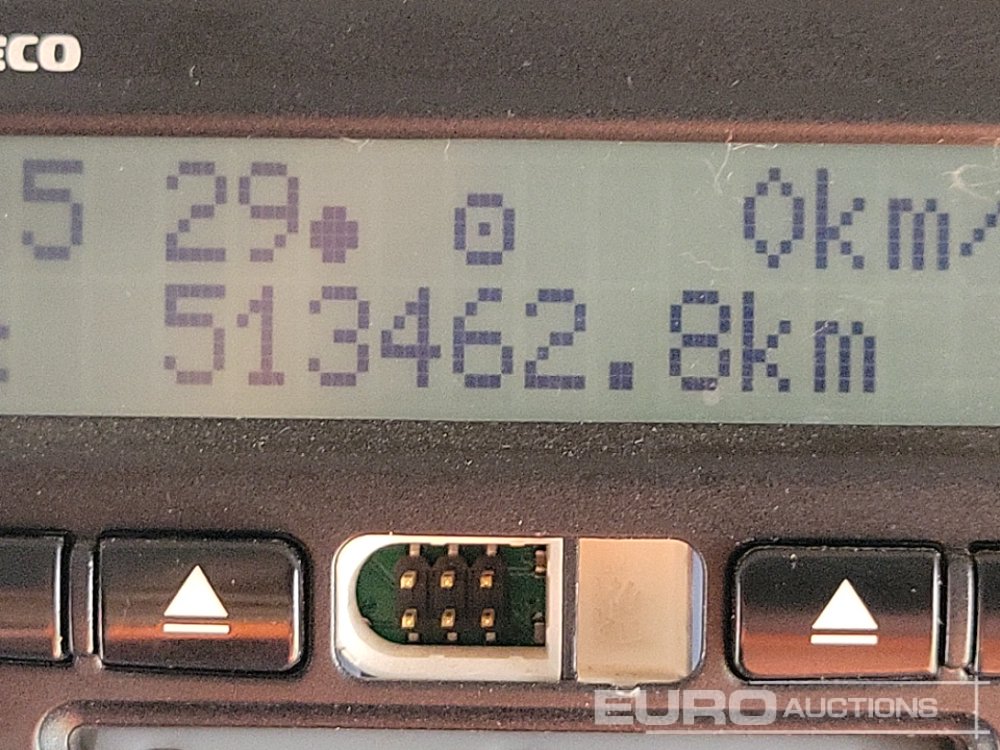 ECO
5 29 0km/
513462.8km
EURO AUCTIONS